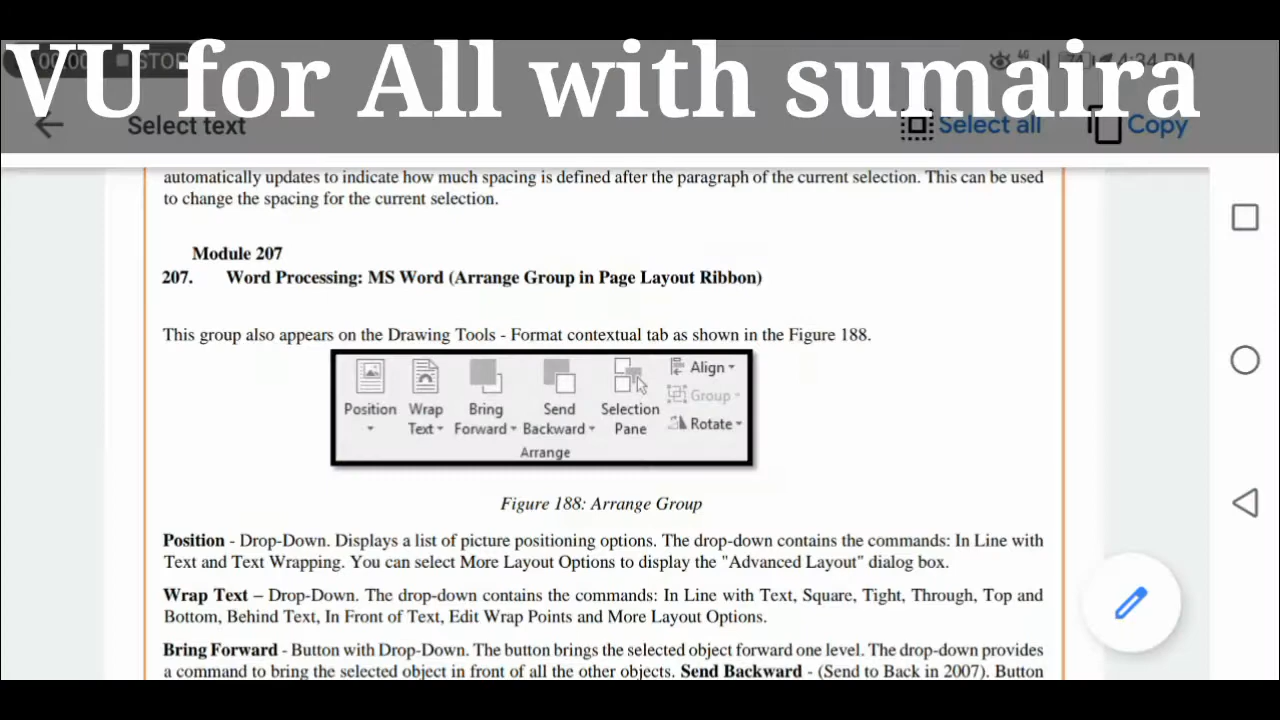 VU for All with sumaira
00:00 STOP 4G 74 4:34 PM
Select text Select all Copy
automatically updates to indicate how much spacing is defined after the paragraph of the current selection. This can be used
to change the spacing for the current selection.
Module 207
207. Word Processing: MS Word (Arrange Group in Page Layout Ribbon)
This group also appears on the Drawing Tools - Format contextual tab as shown in the Figure 188.
Position Wrap Text Bring Forward Send Backward Selection Pane
Align
Group
Rotate
Arrange
Figure 188: Arrange Group
Position - Drop-Down. Displays a list of picture positioning options. The drop-down contains the commands: In Line with
Text and Text Wrapping. You can select More Layout Options to display the "Advanced Layout" dialog box.
Wrap Text – Drop-Down. The drop-down contains the commands: In Line with Text, Square, Tight, Through, Top and
Bottom, Behind Text, In Front of Text, Edit Wrap Points and More Layout Options.
Bring Forward - Button with Drop-Down. The button brings the selected object forward one level. The drop-down provides
a command to bring the selected object in front of all the other objects. Send Backward - (Send to Back in 2007). Button